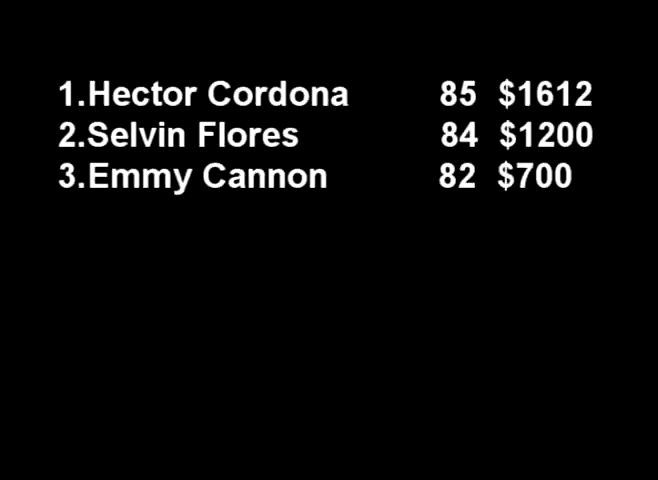 1.Hector Cordona 85 $1612
2.Selvin Flores 84 $1200
3.Emmy Cannon 82 $700